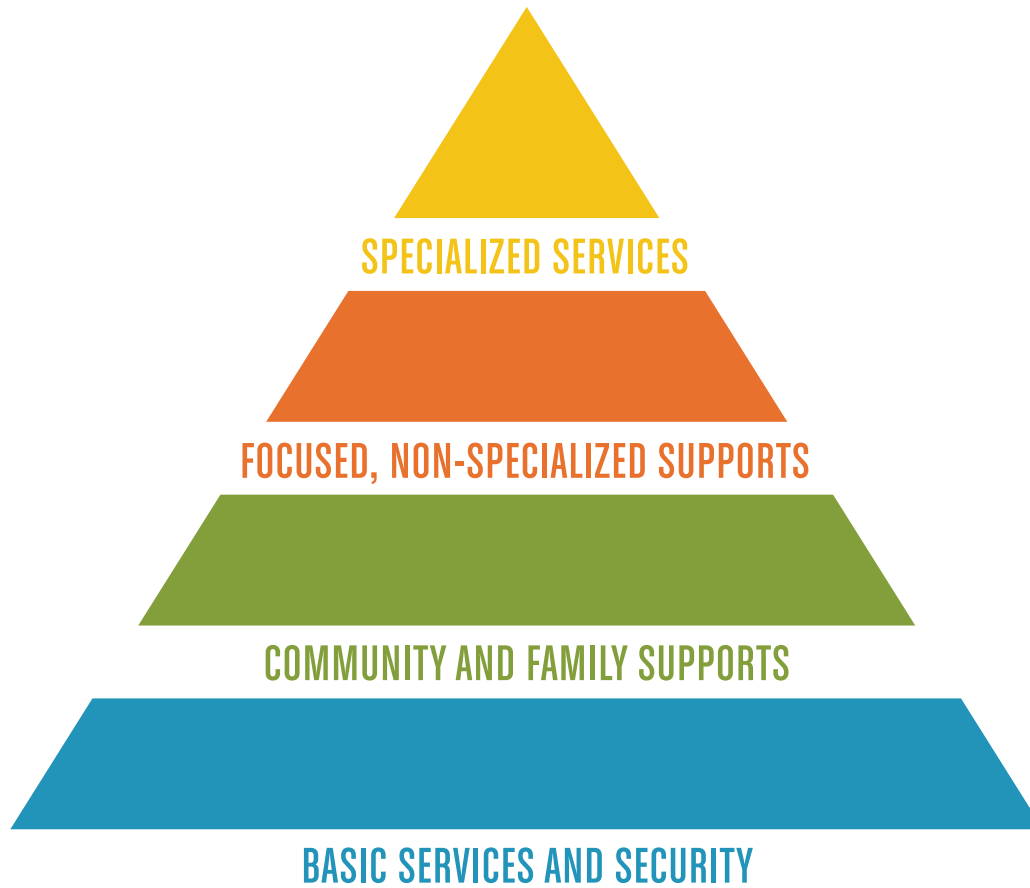 SPECIALIZED SERVICES
FOCUSED, NON-SPECIALIZED SUPPORTS
COMMUNITY AND FAMILY SUPPORTS
BASIC SERVICES AND SECURITY